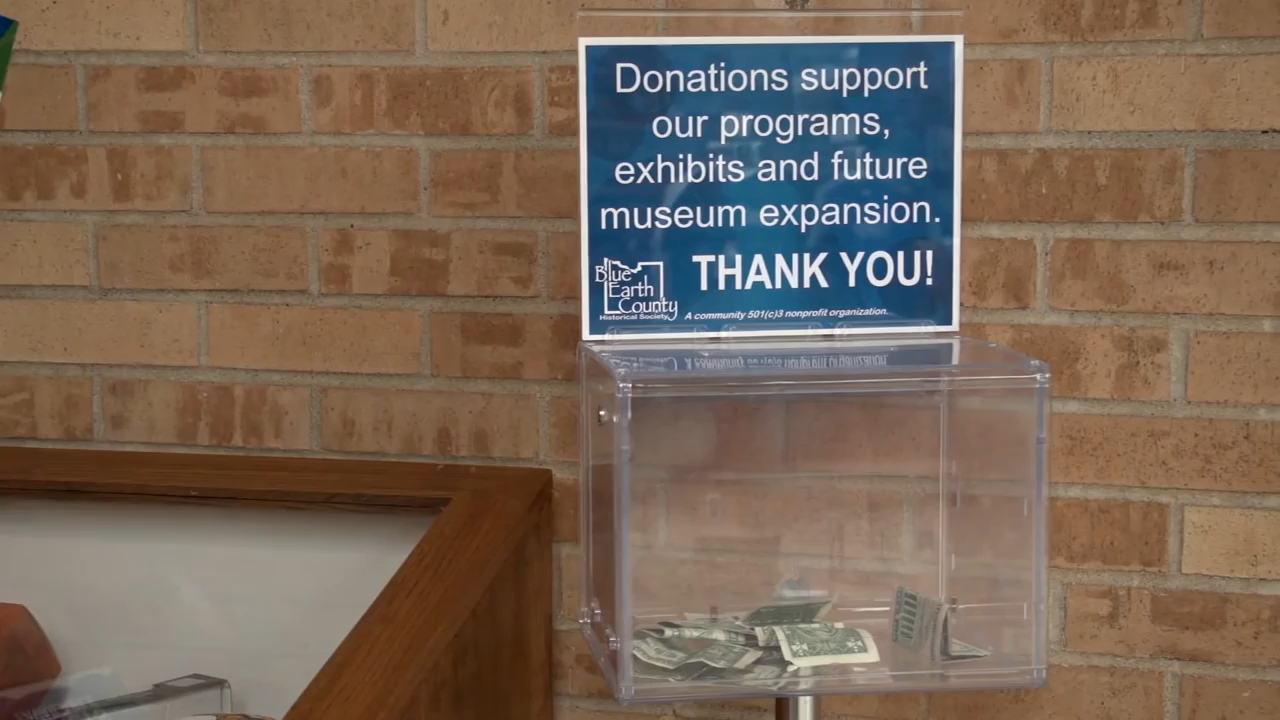 Donations support
our programs,
exhibits and future
museum expansion.
THANK YOU!
Blue
Earth
County
Historical Society
A community 501(c)3 nonprofit organization.